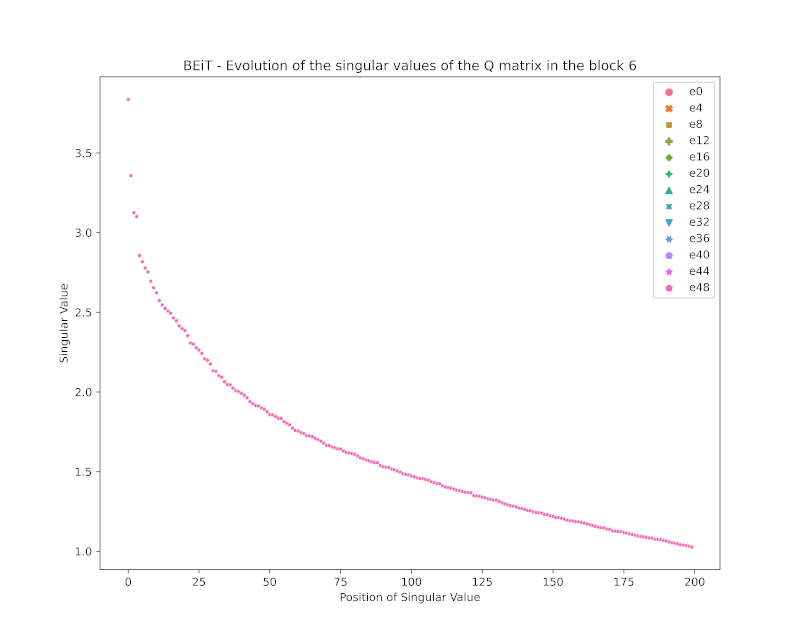 BEiT - Evolution of the singular values of the Q matrix in the block 6
e0
e4
e8
e12
e16
e20
e24
e28
e32
e36
e40
e44
e48
3.5
3.0
2.5
2.0
1.5
1.0
Singular Value
0 25 50 75 100 125 150 175 200
Position of Singular Value